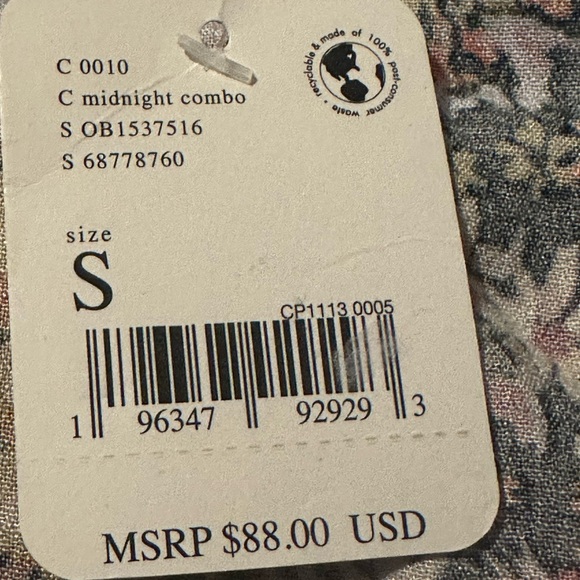 C 0010
C midnight combo
S OB1537516
S 68778760
recyclable & made of 100% post-consumer waste •
size
S
CP1113 0005
1 96347 92929 3
MSRP $88.00 USD